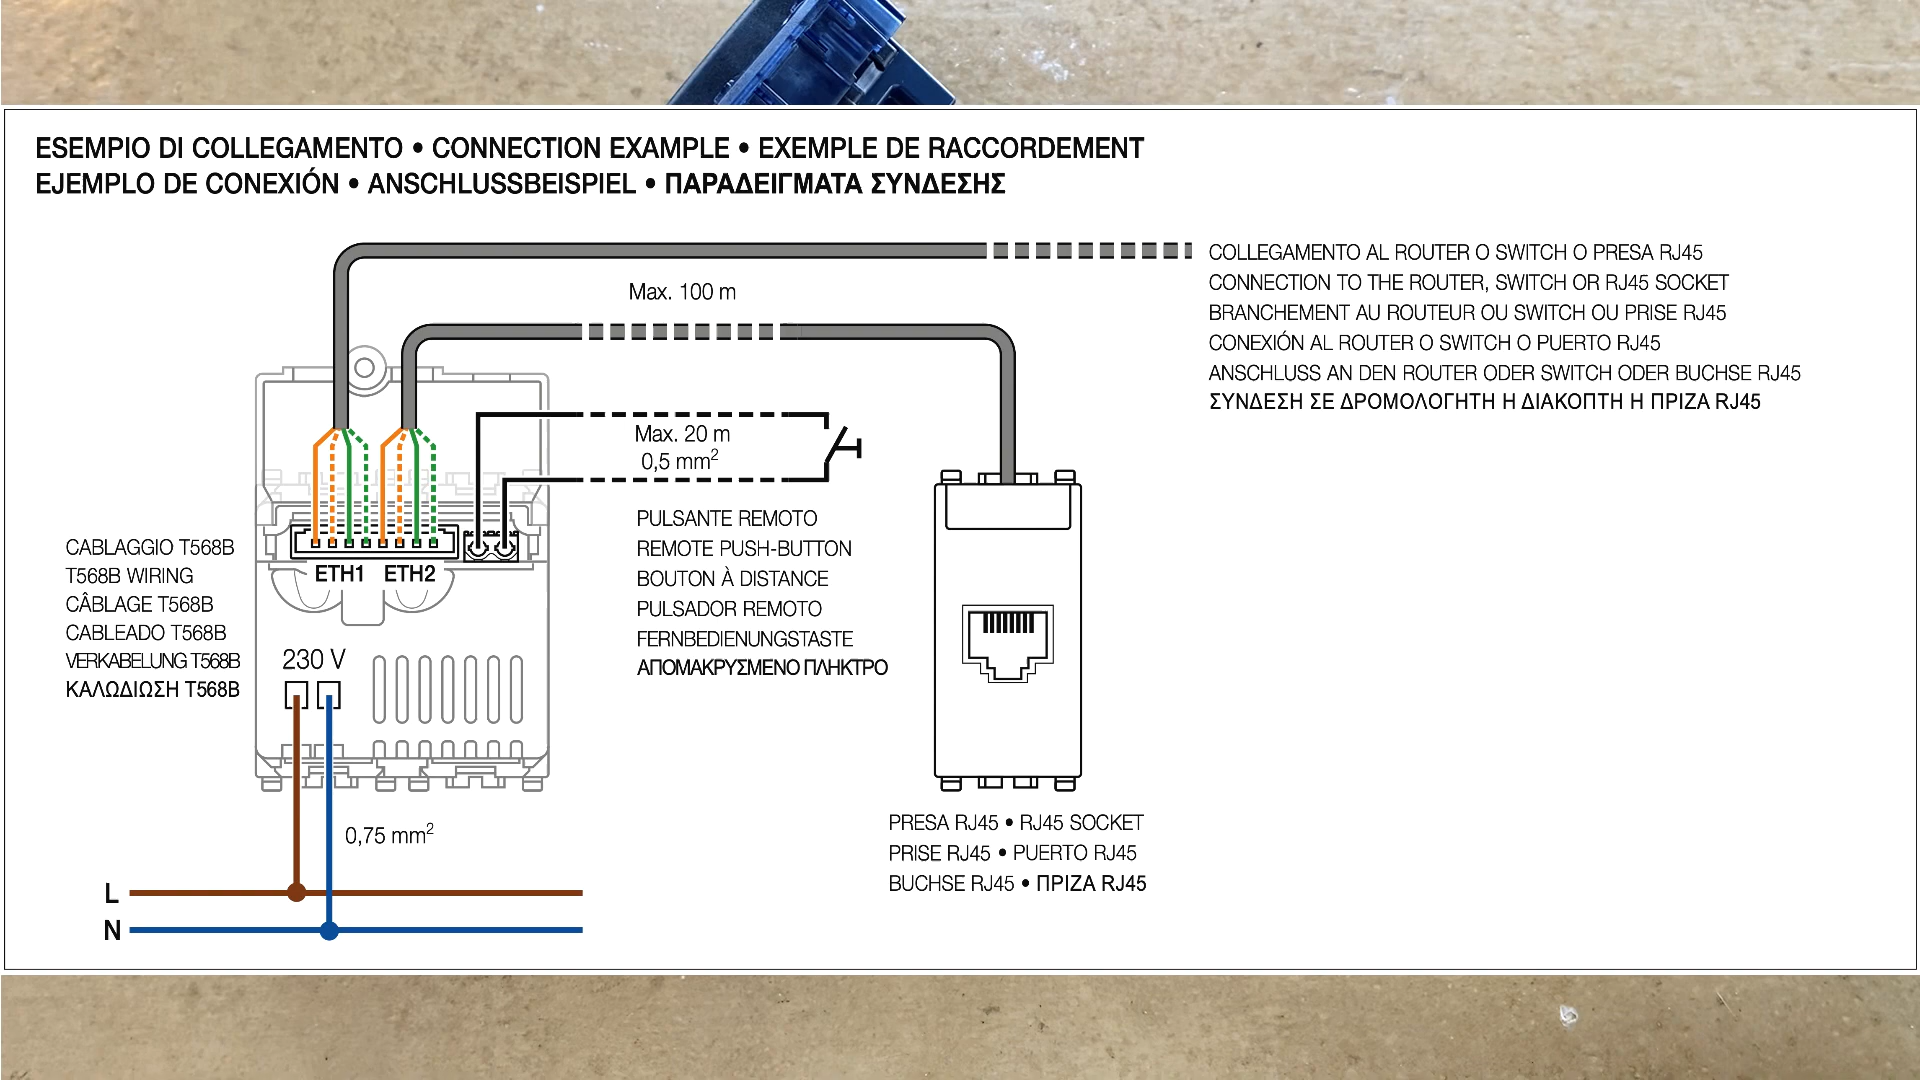 ESEMPIO DI COLLEGAMENTO • CONNECTION EXAMPLE • EXEMPLE DE RACCORDEMENT
EJEMPLO DE CONEXIÓN • ANSCHLUSSBEISPIEL • ΠΑΡΑΔΕΙΓΜΑΤΑ ΣΥΝΔΕΣΗΣ
COLLEGAMENTO AL ROUTER O SWITCH O PRESA RJ45
CONNECTION TO THE ROUTER, SWITCH OR RJ45 SOCKET
BRANCHEMENT AU ROUTEUR OU SWITCH OU PRISE RJ45
CONEXIÓN AL ROUTER O SWITCH O PUERTO RJ45
ANSCHLUSS AN DEN ROUTER ODER SWITCH ODER BUCHSE RJ45
ΣΥΝΔΕΣΗ ΣΕ ΔΡΟΜΟΛΟΓΗΤΗ Η ΔΙΑΚΟΠΤΗ Η ΠΡΙΖΑ RJ45
Max. 100 m
Max. 20 m
0,5 mm²
PULSANTE REMOTO
REMOTE PUSH-BUTTON
BOUTON À DISTANCE
PULSADOR REMOTO
FERNBEDIENUNGSTASTE
ΑΠΟΜΑΚΡΥΣΜΕΝΟ ΠΛΗΚΤΡΟ
CABLAGGIO T568B
T568B WIRING
CÂBLAGE T568B
CABLEADO T568B
VERKABELUNG T568B
ΚΑΛΩΔΙΩΣΗ T568B
ETH1 ETH2
230 V
0,75 mm²
L
N
PRESA RJ45 • RJ45 SOCKET
PRISE RJ45 • PUERTO RJ45
BUCHSE RJ45 • ΠΡΙΖΑ RJ45